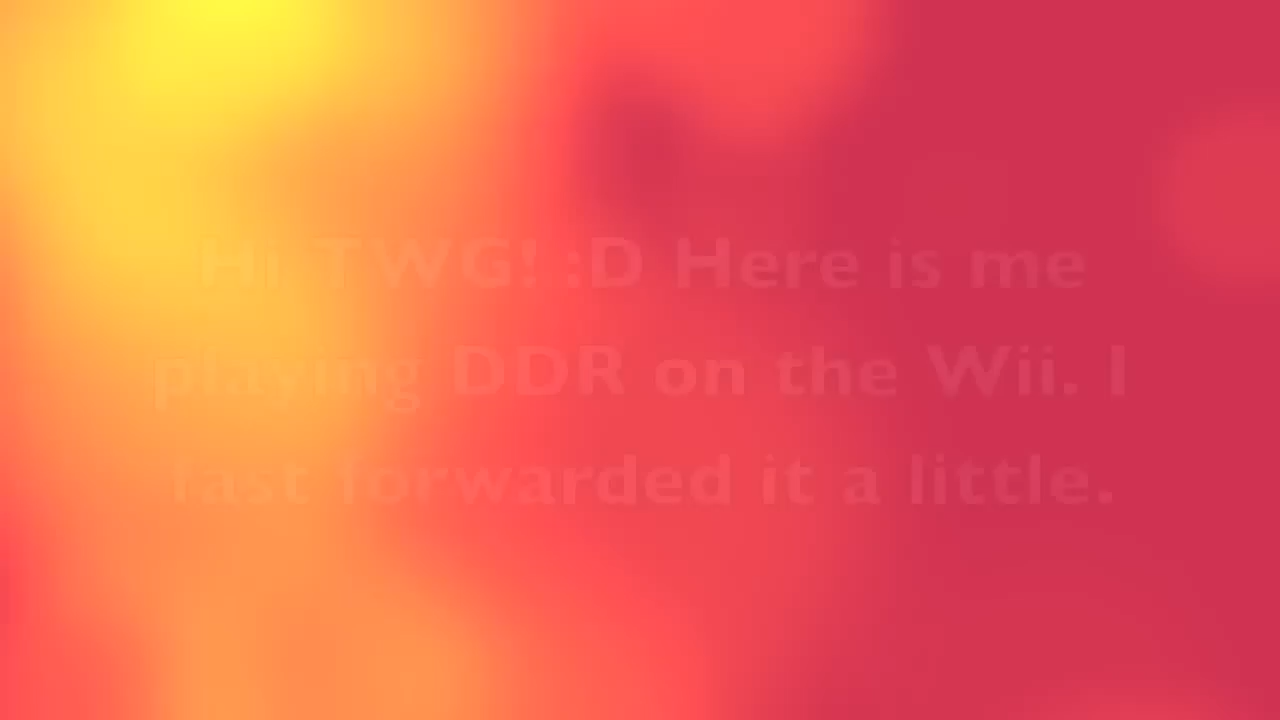 Hi TWG! :D Here is me
playing DDR on the Wii. I
fast forwarded it a little.